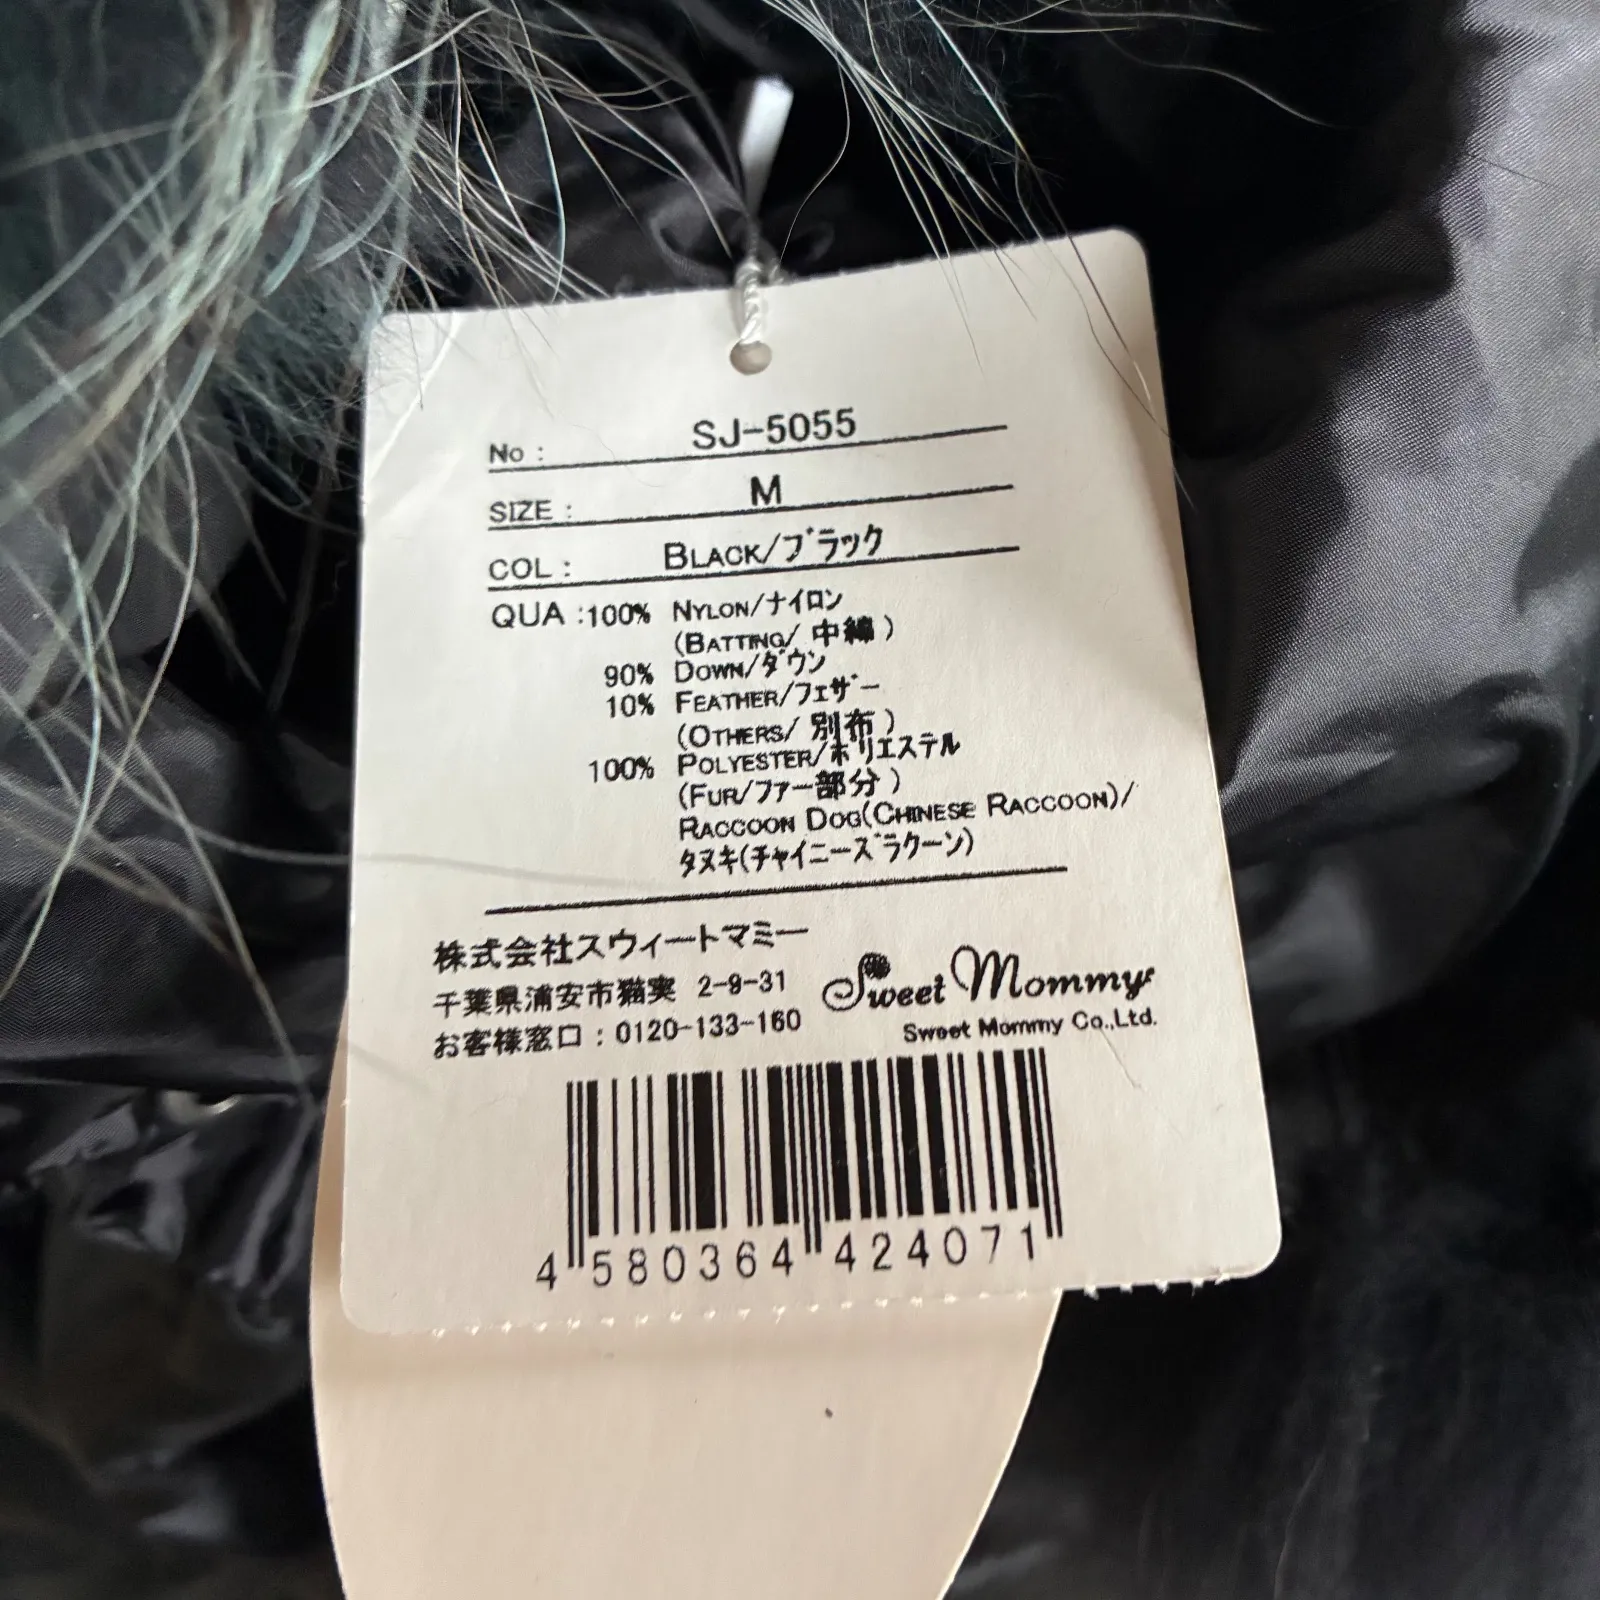 No : SJ-5055
SIZE : M
COL : BLACK/ブラック
QUA :100% NYLON/ナイロン
(BATTING/ 中綿 )
90% DOWN/ダウン
10% FEATHER/フェザー
(OTHERS/ 別布 )
100% POLYESTER/ポリエステル
(FUR/ファー部分 )
RACCOON DOG(CHINESE RACCOON)/
タヌキ(チャイニーズラクーン)
株式会社スウィートマミー
千葉県浦安市猫実 2-9-31
お客様窓口 : 0120-133-160
Sweet Mommy
Sweet Mommy Co.,Ltd.
4 580364 424071